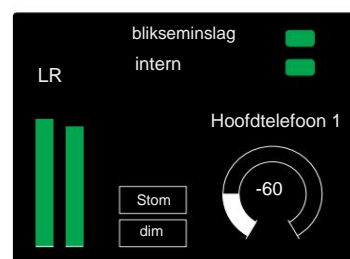 blikseminslag
intern
LR
Hoofdtelefoon 1
-60
Stom
dim